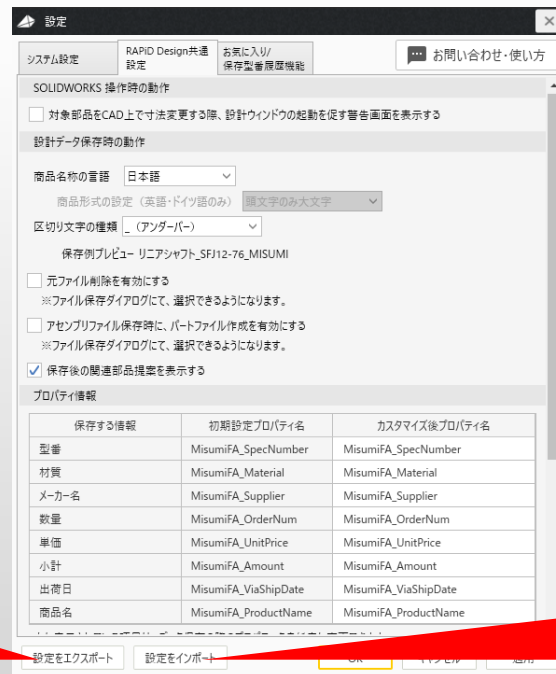 設定
システム設定
RAPiD Design共通
設定
お気に入り/
保存型番履歴機能
お問い合わせ・使い方
SOLIDWORKS 操作時の動作
対象部品をCAD上で寸法変更する際、設計ウィンドウの起動を促す警告画面を表示する
設計データ保存時の動作
商品名称の言語 日本語
商品形式の設定（英語・ドイツ語のみ） 頭文字のみ大文字
区切り文字の種類 _（アンダーバー）
保存例プレビュー リニアシャフト_SFJ12-76_MISUMI
元ファイル削除を有効にする
※ファイル保存ダイアログにて、選択できるようになります。
アセンブリファイル保存時に、パートファイル作成を有効にする
※ファイル保存ダイアログにて、選択できるようになります。
保存後の関連部品提案を表示する
プロパティ情報
保存する情報 初期設定プロパティ名 カスタマイズ後プロパティ名
型番 MisumiFA_SpecNumber MisumiFA_SpecNumber
材質 MisumiFA_Material MisumiFA_Material
メーカー名 MisumiFA_Supplier MisumiFA_Supplier
数量 MisumiFA_OrderNum MisumiFA_OrderNum
単価 MisumiFA_UnitPrice MisumiFA_UnitPrice
小計 MisumiFA_Amount MisumiFA_Amount
出荷日 MisumiFA_ViaShipDate MisumiFA_ViaShipDate
商品名 MisumiFA_ProductName MisumiFA_ProductName
設定をエクスポート 設定をインポート